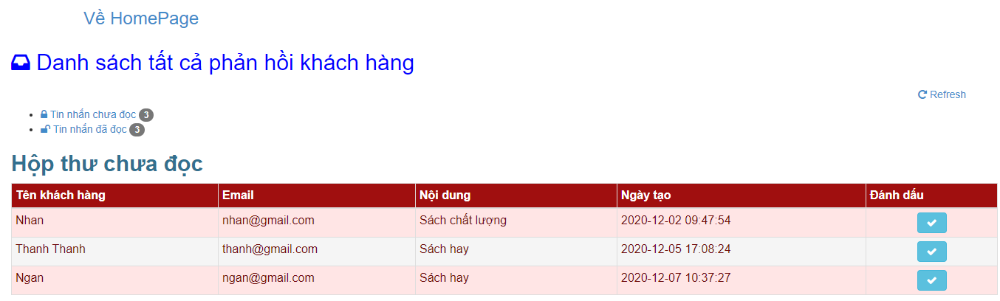 Về HomePage
Danh sách tất cả phản hồi khách hàng
Refresh
Tin nhắn chưa đọc 3
Tin nhắn đã đọc 3
Hộp thư chưa đọc
Tên khách hàng Email Nội dung Ngày tạo Đánh dấu
Nhan nhan@gmail.com Sách chất lượng 2020-12-02 09:47:54
Thanh Thanh thanh@gmail.com Sách hay 2020-12-05 17:08:24
Ngan ngan@gmail.com Sách hay 2020-12-07 10:37:27